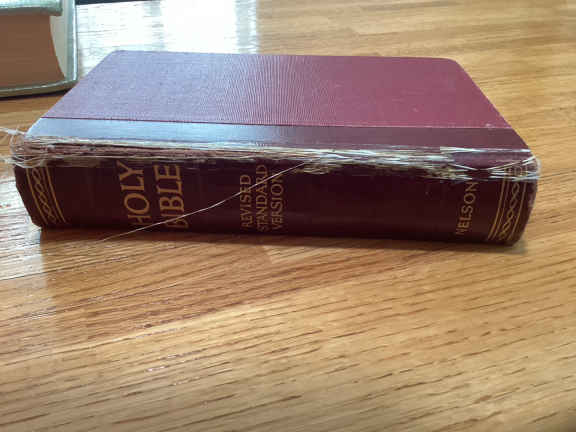 HOLY
BIBLE
REVISED
STANDARD
VERSION
NELSON